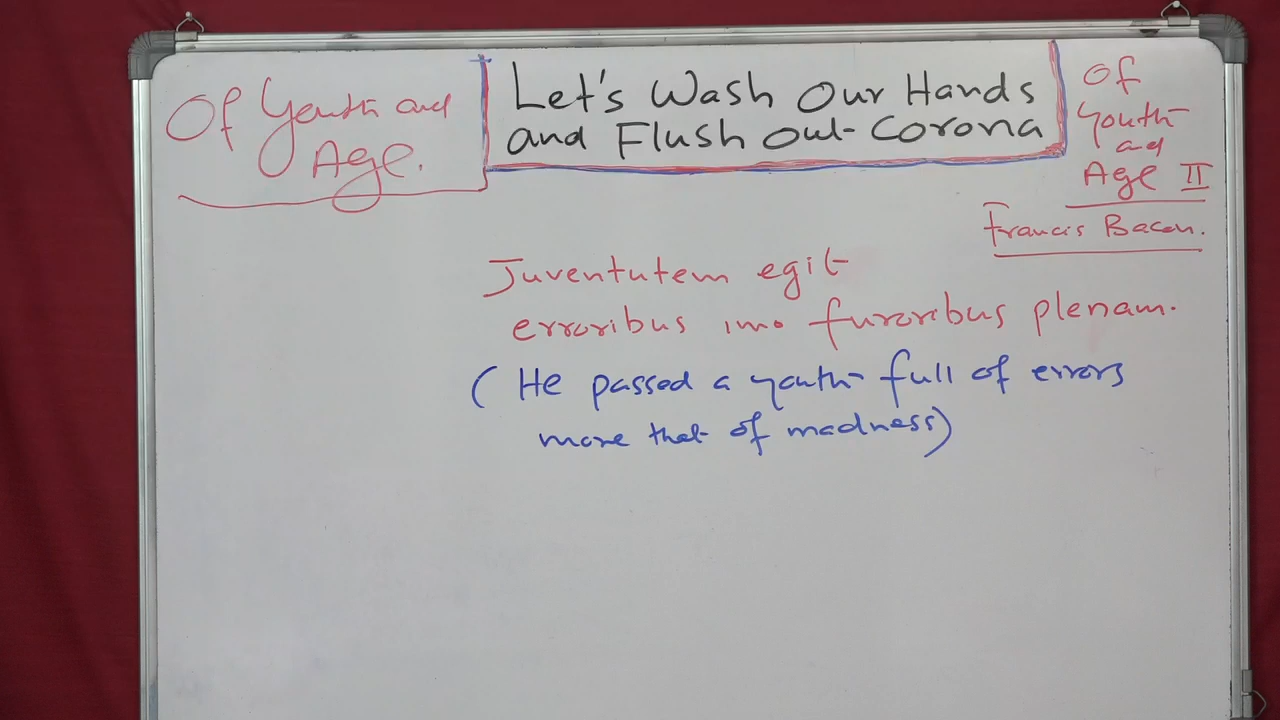 Of Youth and
Age.
Let's Wash Our Hands
and Flush out Corona
Of
Youth
and
Age II
Francis Bacon.
Juventutem egit
erroribus imo furoribus plenam.
( He passed a youth full of errors
more that of madness)